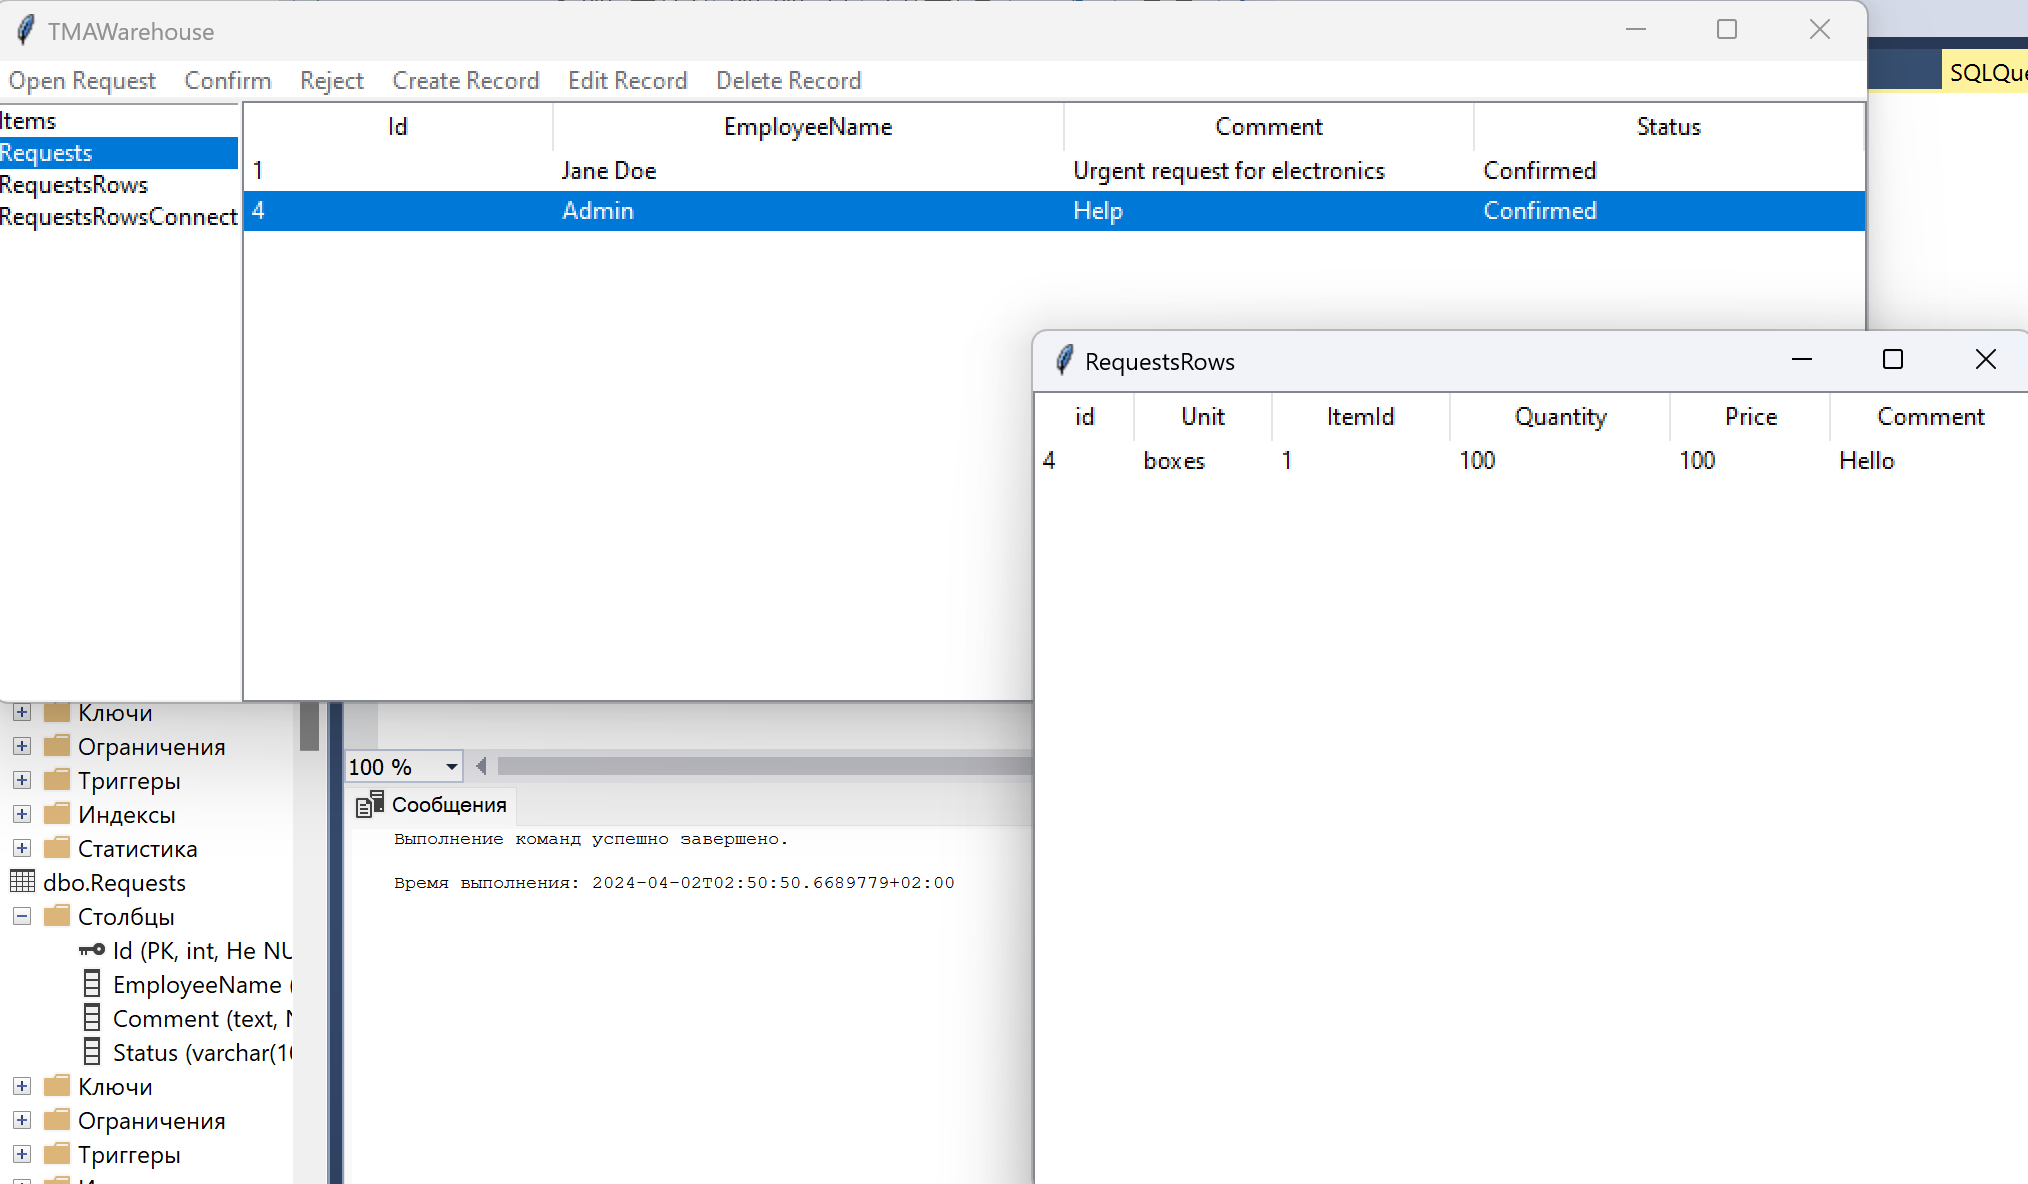 TMAWarehouse
Open Request Confirm Reject Create Record Edit Record Delete Record
SQLQue
Items
Requests
RequestsRows
RequestsRowsConnect
Id EmployeeName Comment Status
1 Jane Doe Urgent request for electronics Confirmed
4 Admin Help Confirmed
RequestsRows
id Unit ItemId Quantity Price Comment
4 boxes 1 100 100 Hello
Ключи
Ограничения
Триггеры
Индексы
Статистика
dbo.Requests
Столбцы
Id (PK, int, Не NU
EmployeeName (
Comment (text, N
Status (varchar(10
Ключи
Ограничения
Триггеры
100 %
Сообщения
Выполнение команд успешно завершено.
Время выполнения: 2024-04-02T02:50:50.6689779+02:00